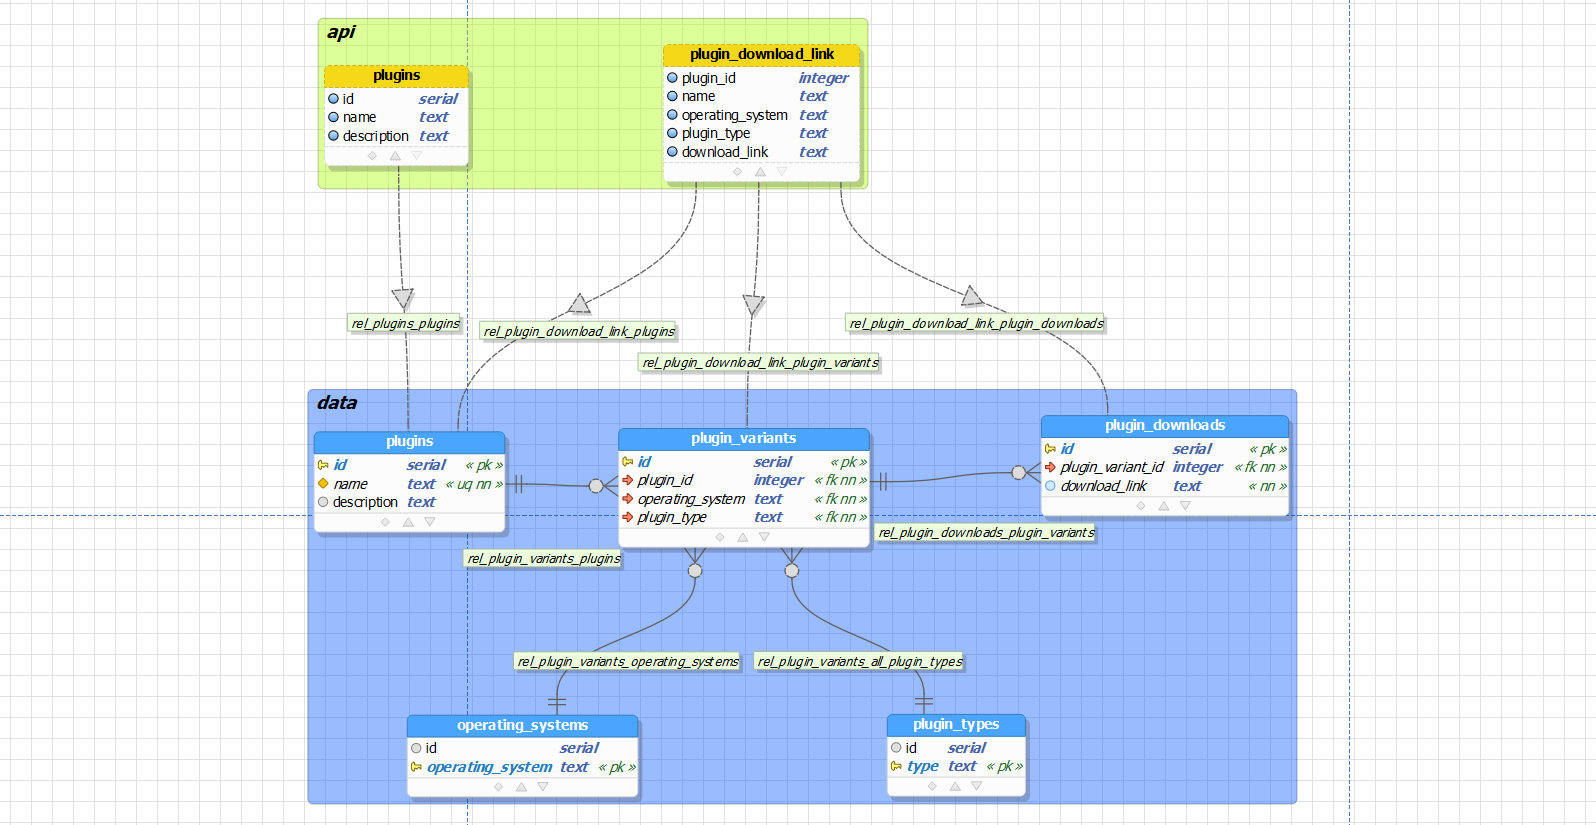 api
plugins
id serial
name text
description text
plugin_download_link
plugin_id integer
name text
operating_system text
plugin_type text
download_link text
rel_plugins_plugins
rel_plugin_download_link_plugins
rel_plugin_download_link_plugin_variants
rel_plugin_download_link_plugin_downloads
data
plugins
id serial « pk »
name text « uq nn »
description text
plugin_variants
id serial « pk »
plugin_id integer « fk nn »
operating_system text « fk nn »
plugin_type text « fk nn »
plugin_downloads
id serial « pk »
plugin_variant_id integer « fk nn »
download_link text « nn »
rel_plugin_variants_plugins
rel_plugin_downloads_plugin_variants
rel_plugin_variants_operating_systems
rel_plugin_variants_all_plugin_types
operating_systems
id serial
operating_system text « pk »
plugin_types
id serial
type text « pk »